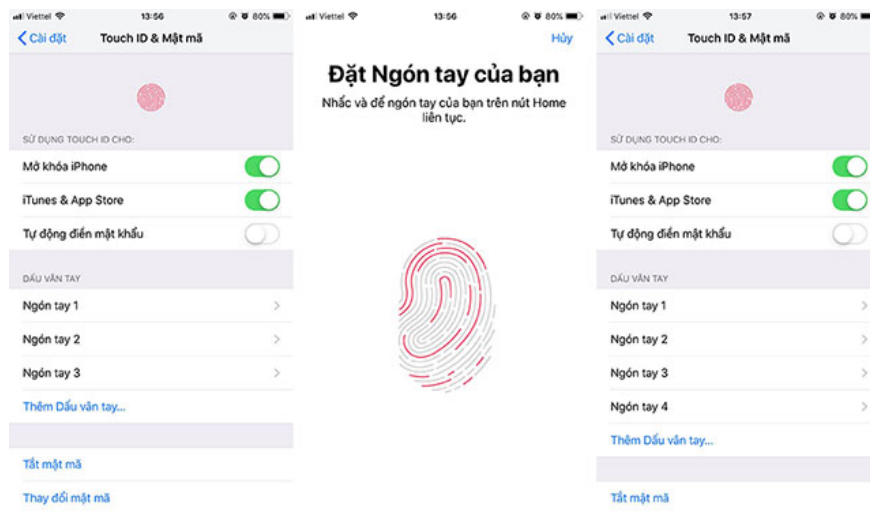 Viettel 13:56 80%
Cài đặt Touch ID & Mật mã
SỬ DỤNG TOUCH ID CHO:
Mở khóa iPhone
iTunes & App Store
Tự động điền mật khẩu
DẤU VÂN TAY
Ngón tay 1
Ngón tay 2
Ngón tay 3
Thêm Dấu vân tay...
Tắt mật mã
Thay đổi mật mã
Viettel 13:56 80%
Hủy
Đặt Ngón tay của bạn
Nhấc và để ngón tay của bạn trên nút Home
liên tục.
Viettel 13:57 80%
Cài đặt Touch ID & Mật mã
SỬ DỤNG TOUCH ID CHO:
Mở khóa iPhone
iTunes & App Store
Tự động điền mật khẩu
DẤU VÂN TAY
Ngón tay 1
Ngón tay 2
Ngón tay 3
Ngón tay 4
Thêm Dấu vân tay...
Tắt mật mã